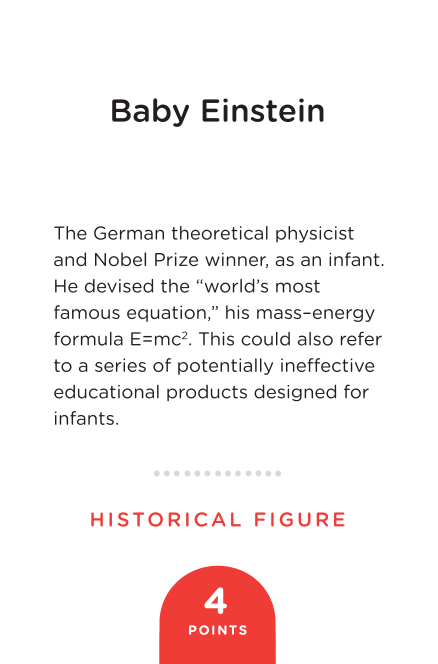 Baby Einstein
The German theoretical physicist
and Nobel Prize winner, as an infant.
He devised the “world’s most
famous equation,” his mass–energy
formula E=mc². This could also refer
to a series of potentially ineffective
educational products designed for
infants.
HISTORICAL FIGURE
4
POINTS